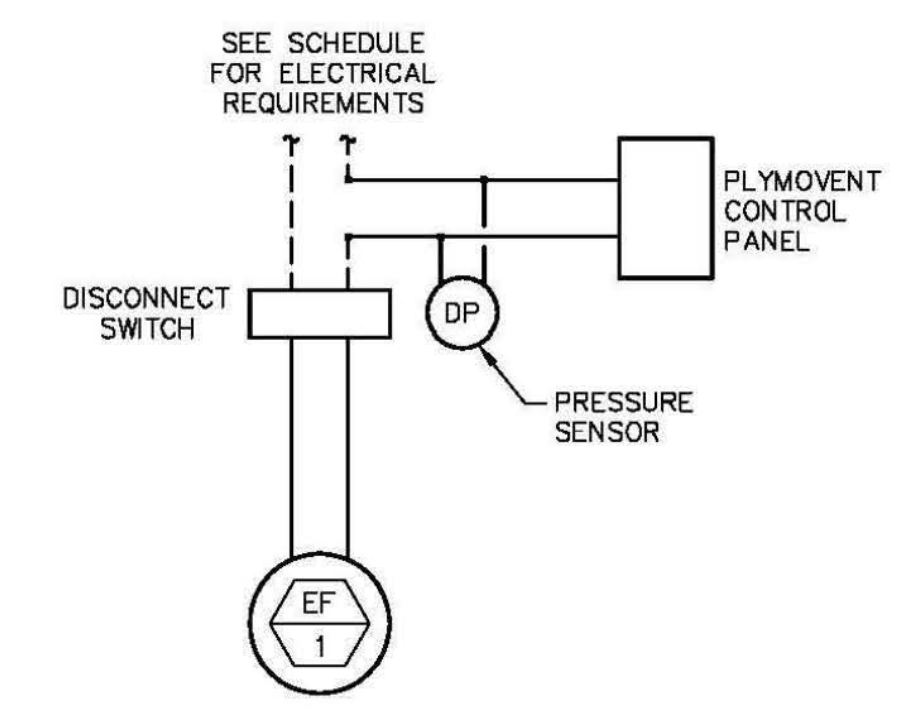 SEE SCHEDULE
FOR ELECTRICAL
REQUIREMENTS
PLYMOVENT
CONTROL
PANEL
DISCONNECT
SWITCH
DP
PRESSURE
SENSOR
EF
1